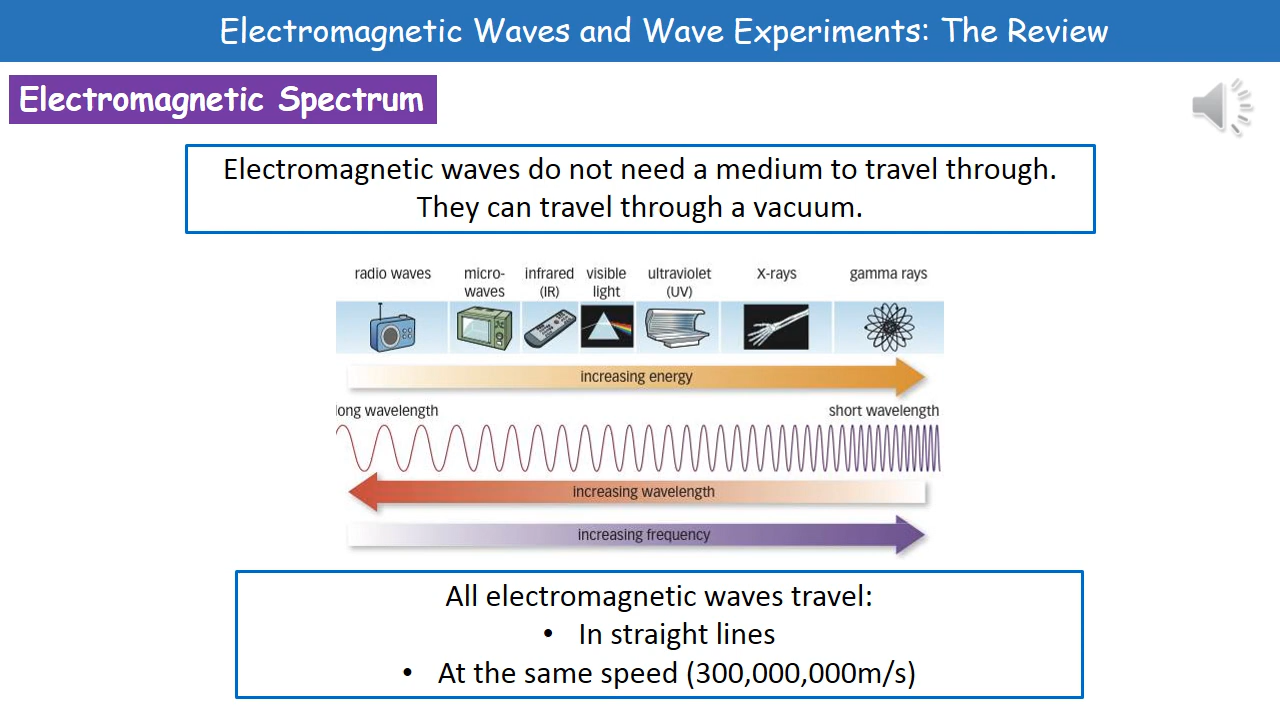 Electromagnetic Waves and Wave Experiments: The Review
Electromagnetic Spectrum
Electromagnetic waves do not need a medium to travel through.
They can travel through a vacuum.
radio waves
micro-
waves
infrared
(IR)
visible
light
ultraviolet
(UV)
X-rays
gamma rays
increasing energy
long wavelength
short wavelength
increasing wavelength
increasing frequency
All electromagnetic waves travel:
• In straight lines
• At the same speed (300,000,000m/s)